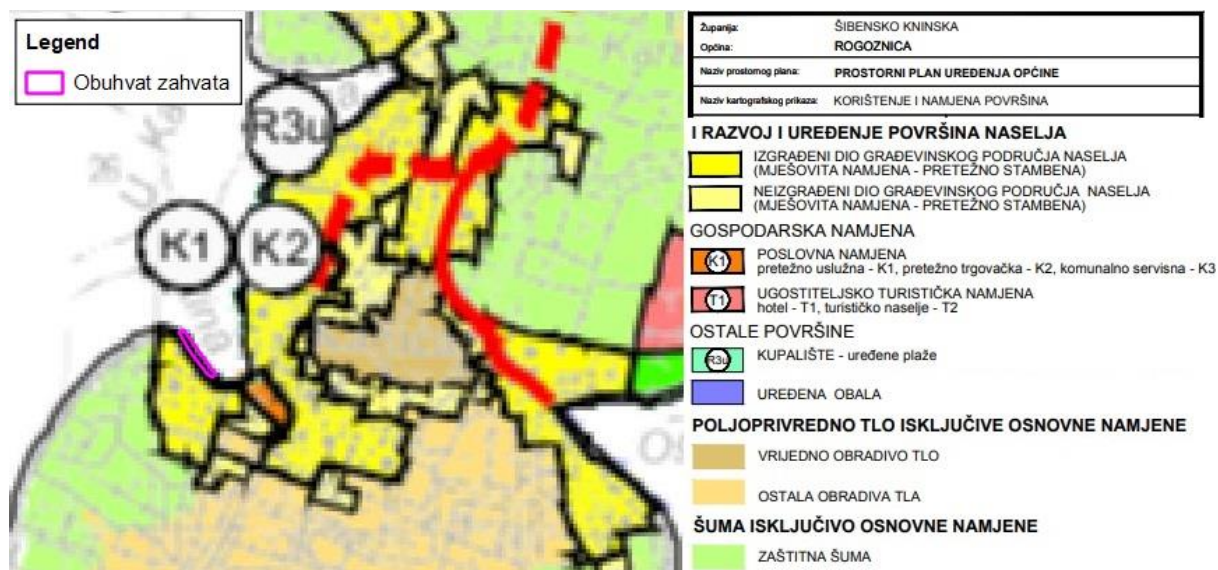 Legend
Obuhvat zahvata
R3u
26
K1
K2
Županija: ŠIBENSKO KNINSKA
Općina: ROGOZNICA
Naziv prostornog plana: PROSTORNI PLAN UREĐENJA OPĆINE
Naziv kartografskog prikaza: KORIŠTENJE I NAMJENA POVRŠINA
I RAZVOJ I UREĐENJE POVRŠINA NASELJA
IZGRAĐENI DIO GRAĐEVINSKOG PODRUČJA NASELJA
(MJEŠOVITA NAMJENA - PRETEŽNO STAMBENA)
NEIZGRAĐENI DIO GRAĐEVINSKOG PODRUČJA NASELJA
(MJEŠOVITA NAMJENA - PRETEŽNO STAMBENA)
GOSPODARSKA NAMJENA
K1 POSLOVNA NAMJENA
pretežno uslužna - K1, pretežno trgovačka - K2, komunalno servisna - K3
T1 UGOSTITELJSKO TURISTIČKA NAMJENA
hotel - T1, turističko naselje - T2
OSTALE POVRŠINE
R3u KUPALIŠTE - uređene plaže
UREĐENA OBALA
POLJOPRIVREDNO TLO ISKLJUČIVE OSNOVNE NAMJENE
VRIJEDNO OBRADIVO TLO
OSTALA OBRADIVA TLA
ŠUMA ISKLJUČIVO OSNOVNE NAMJENE
ZAŠTITNA ŠUMA